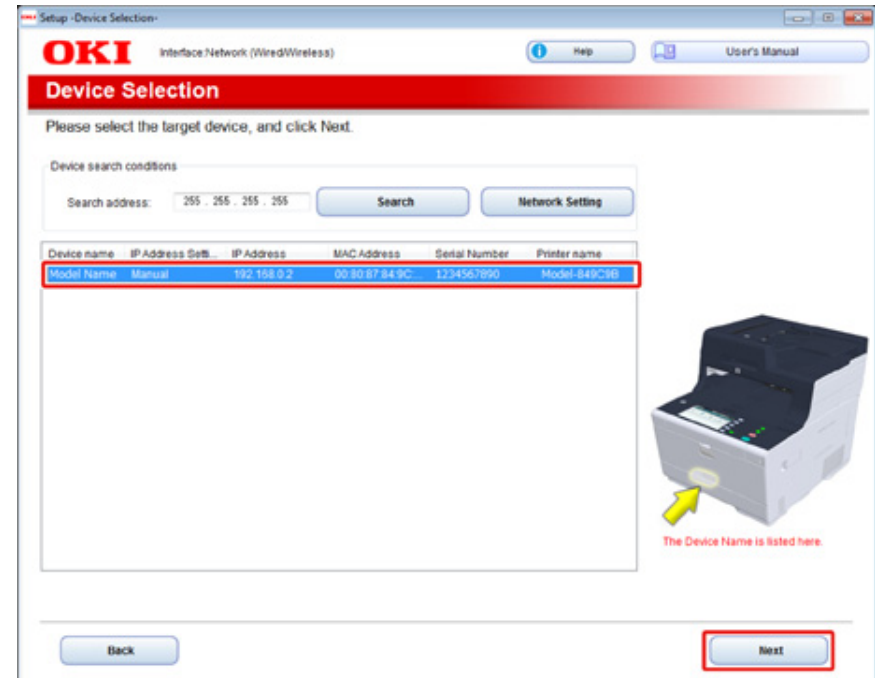 Setup -Device Selection-
OKI Interface:Network (Wired/Wireless) Help User's Manual
Device Selection
Please select the target device, and click Next.
Device search conditions
Search address: 255 . 255 . 255 . 255 Search Network Setting
Device name IP Address Setti... IP Address MAC Address Serial Number Printer name
Model Name Manual 192.168.0.2 00:80:87:84:9C:... 1234567890 Model-849C9B
The Device Name is listed here.
Back Next